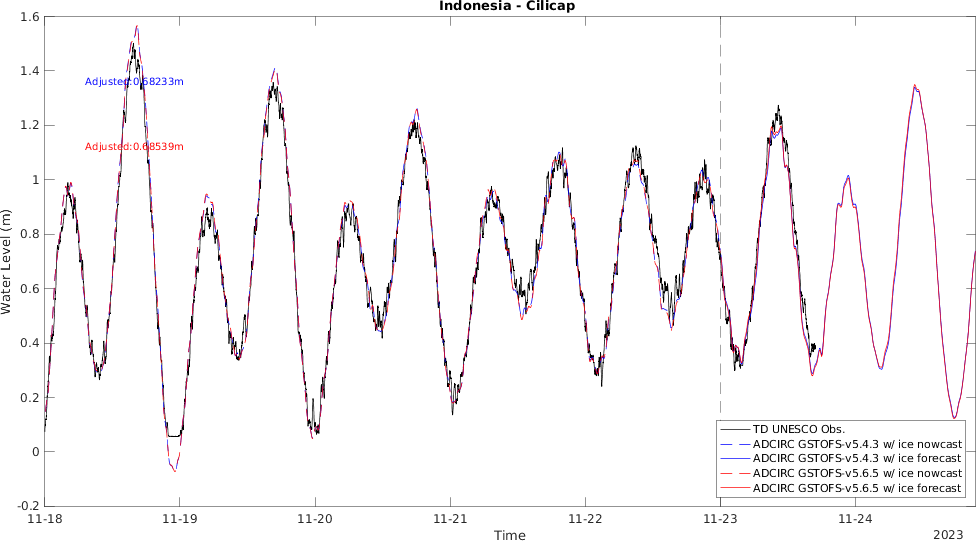 Indonesia - Cilicap
1.6
1.4
1.2
1
0.8
0.6
0.4
0.2
0
-0.2
Water Level (m)
Adjusted:0.68233m
Adjusted:0.68539m
TD UNESCO Obs.
ADCIRC GSTOFS-v5.4.3 w/ ice nowcast
ADCIRC GSTOFS-v5.4.3 w/ ice forecast
ADCIRC GSTOFS-v5.6.5 w/ ice nowcast
ADCIRC GSTOFS-v5.6.5 w/ ice forecast
11-18 11-19 11-20 11-21 11-22 11-23 11-24
Time
2023